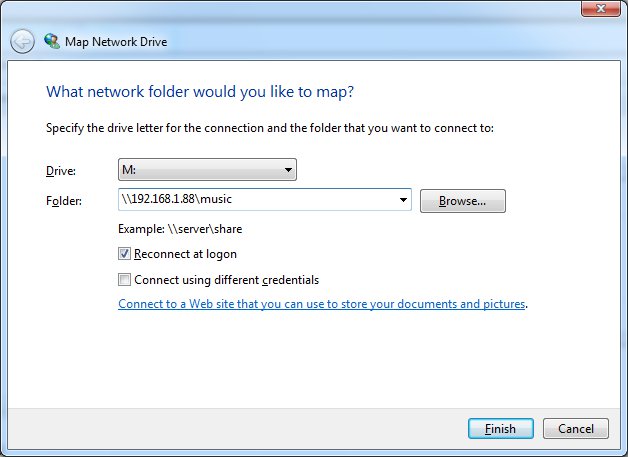 Map Network Drive
What network folder would you like to map?
Specify the drive letter for the connection and the folder that you want to connect to:
Drive: M:
Folder: \\192.168.1.88\music Browse...
Example: \\server\share
Reconnect at logon
Connect using different credentials
Connect to a Web site that you can use to store your documents and pictures.
Finish Cancel